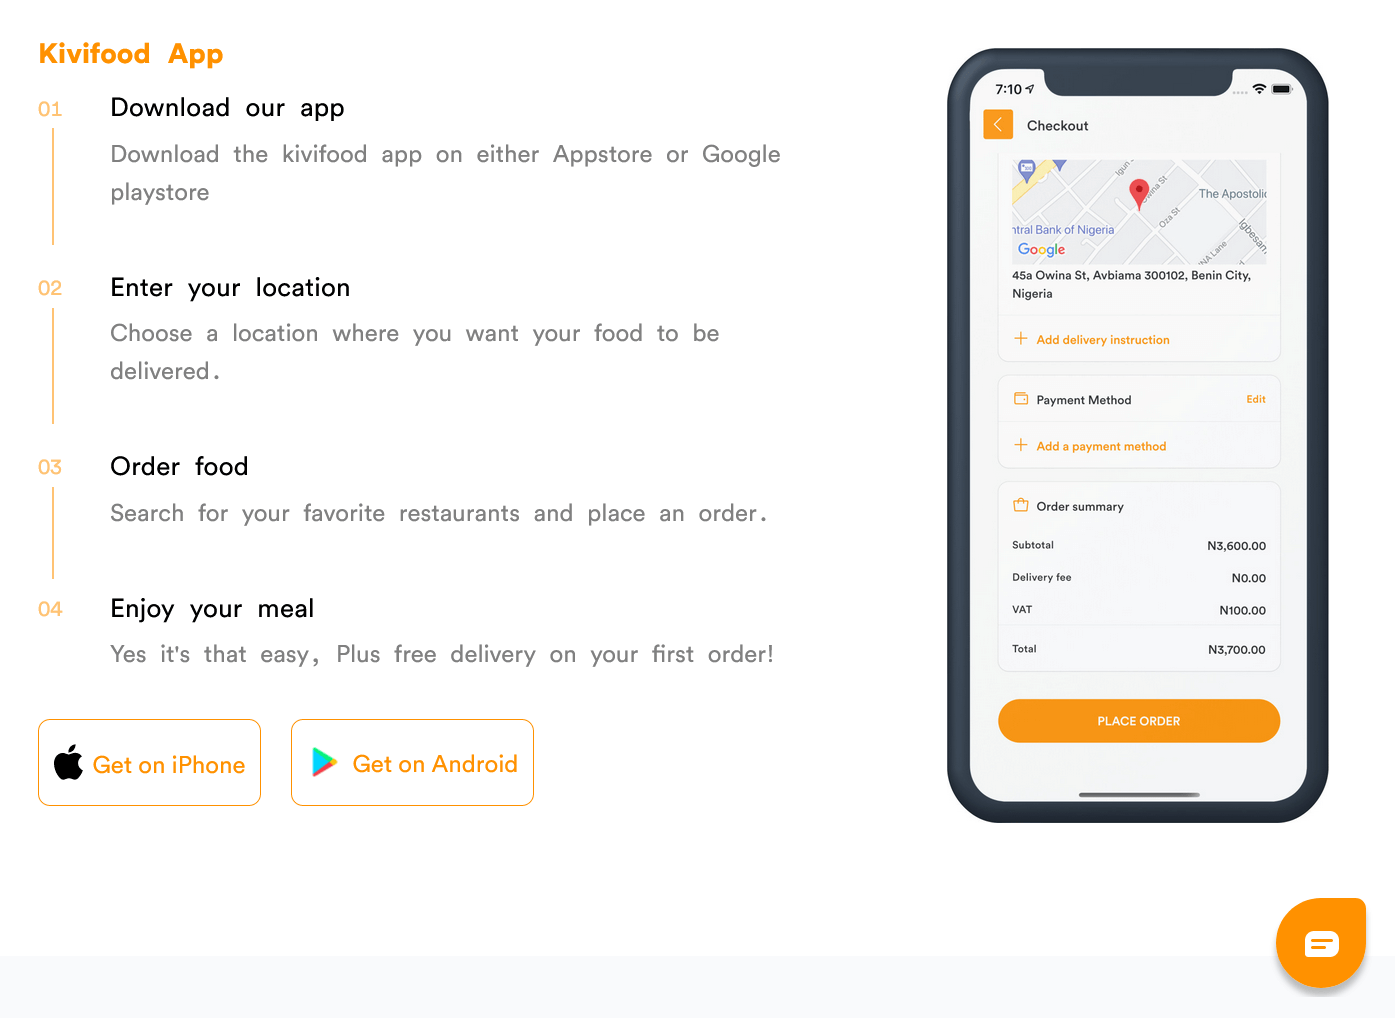 Kivifood App
01
Download our app
Download the kivifood app on either Appstore or Google
playstore
02
Enter your location
Choose a location where you want your food to be
delivered.
03
Order food
Search for your favorite restaurants and place an order.
04
Enjoy your meal
Yes it's that easy, Plus free delivery on your first order!
Get on iPhone
Get on Android
7:10
Checkout
Igun S
Owina St
The Apostolic
Oza St
ntral Bank of Nigeria
Igbesan
NA Lane
Google
45a Owina St, Avbiama 300102, Benin City,
Nigeria
+ Add delivery instruction
Payment Method
Edit
+ Add a payment method
Order summary
Subtotal N3,600.00
Delivery fee N0.00
VAT N100.00
Total N3,700.00
PLACE ORDER